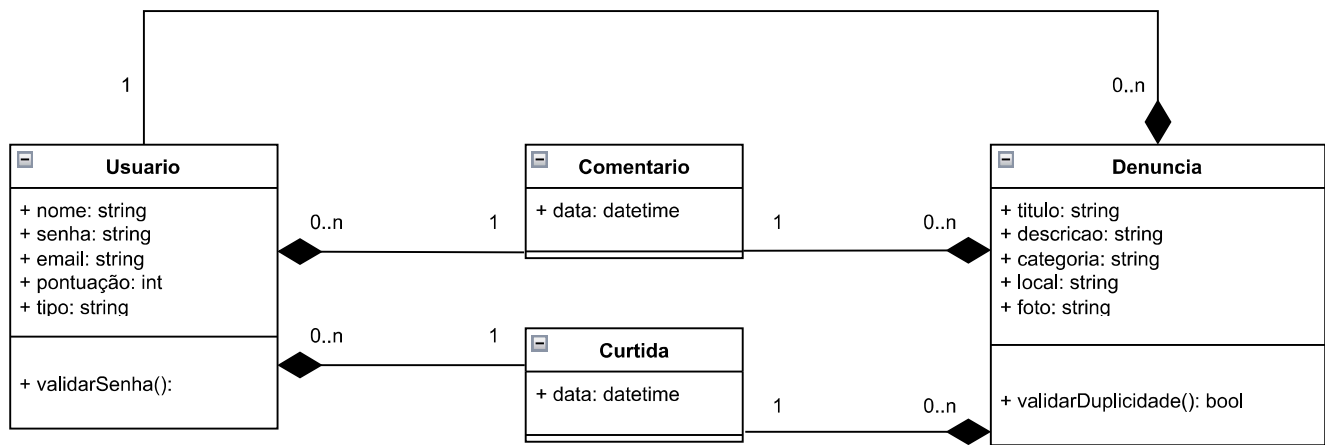 1
0..n
Usuario
+ nome: string
+ senha: string
+ email: string
+ pontuação: int
+ tipo: string
+ validarSenha():
0..n
1
0..n
1
Comentario
+ data: datetime
Curtida
+ data: datetime
1
0..n
1
0..n
Denuncia
+ titulo: string
+ descricao: string
+ categoria: string
+ local: string
+ foto: string
+ validarDuplicidade(): bool